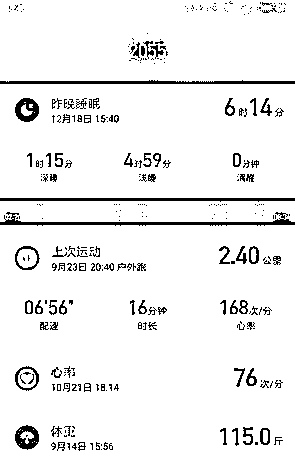 2055
昨晚睡眠
12月18日 15:40
6时14分
1时15分 4时59分 0分钟
深睡 浅睡 清醒
上次运动
9月23日 20:40 户外跑
2.40公里
06'56" 16分钟 168次/分
配速 时长 心率
心率
10月21日 18:14
76次/分
体重
9月14日 15:56
115.0斤